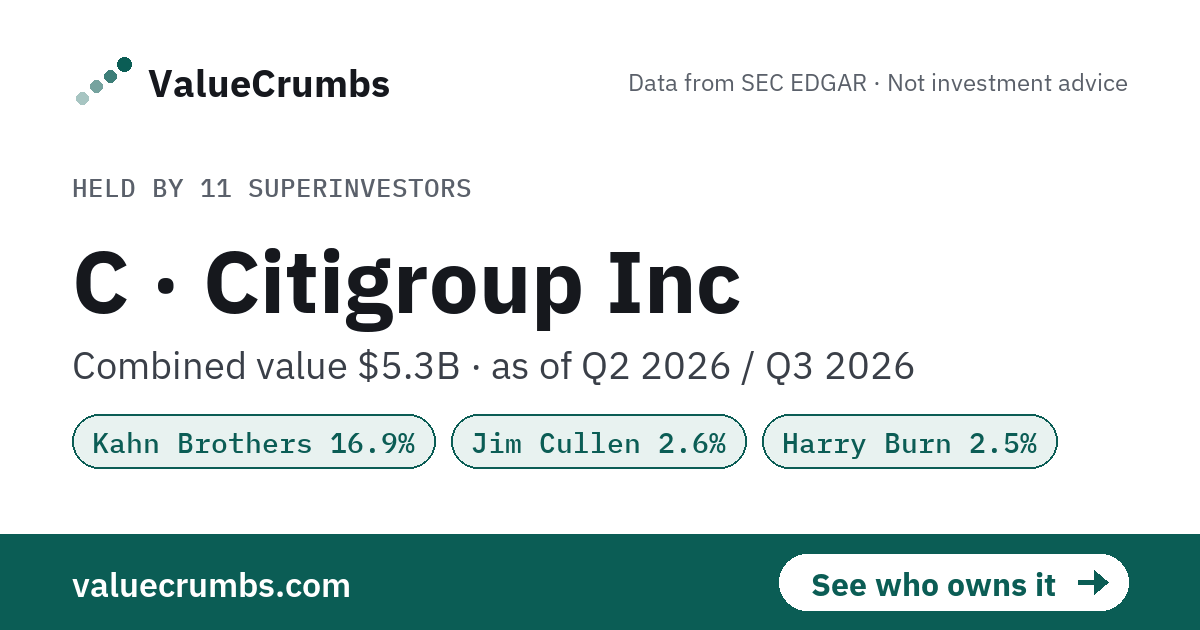 ValueCrumbs
Data from SEC EDGAR · Not investment advice
HELD BY 11 SUPERINVESTORS
C · Citigroup Inc
Combined value $5.3B · as of Q2 2026 / Q3 2026
Kahn Brothers 16.9% Jim Cullen 2.6% Harry Burn 2.5%
valuecrumbs.com
See who owns it →